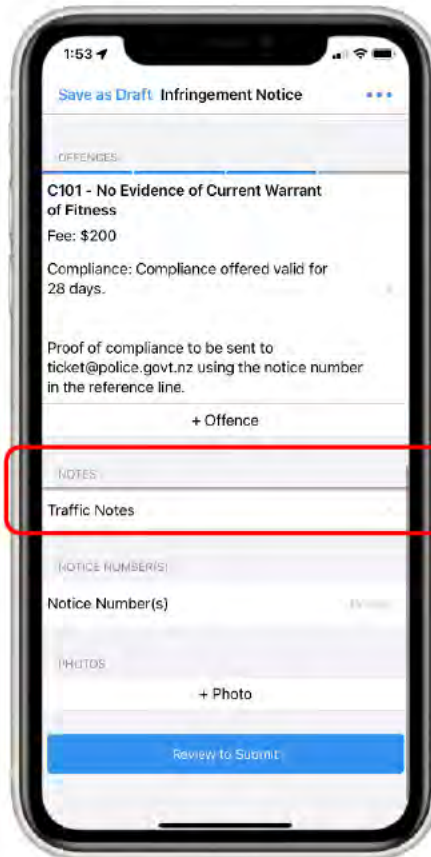 1:53
Save as Draft Infringement Notice
OFFENCES
C101 - No Evidence of Current Warrant
of Fitness
Fee: $200
Compliance: Compliance offered valid for
28 days.
Proof of compliance to be sent to
ticket@police.govt.nz using the notice number
in the reference line.
+ Offence
NOTES
Traffic Notes
NOTICE NUMBER(S)
Notice Number(s)
PHOTOS
+ Photo
Review to Submit